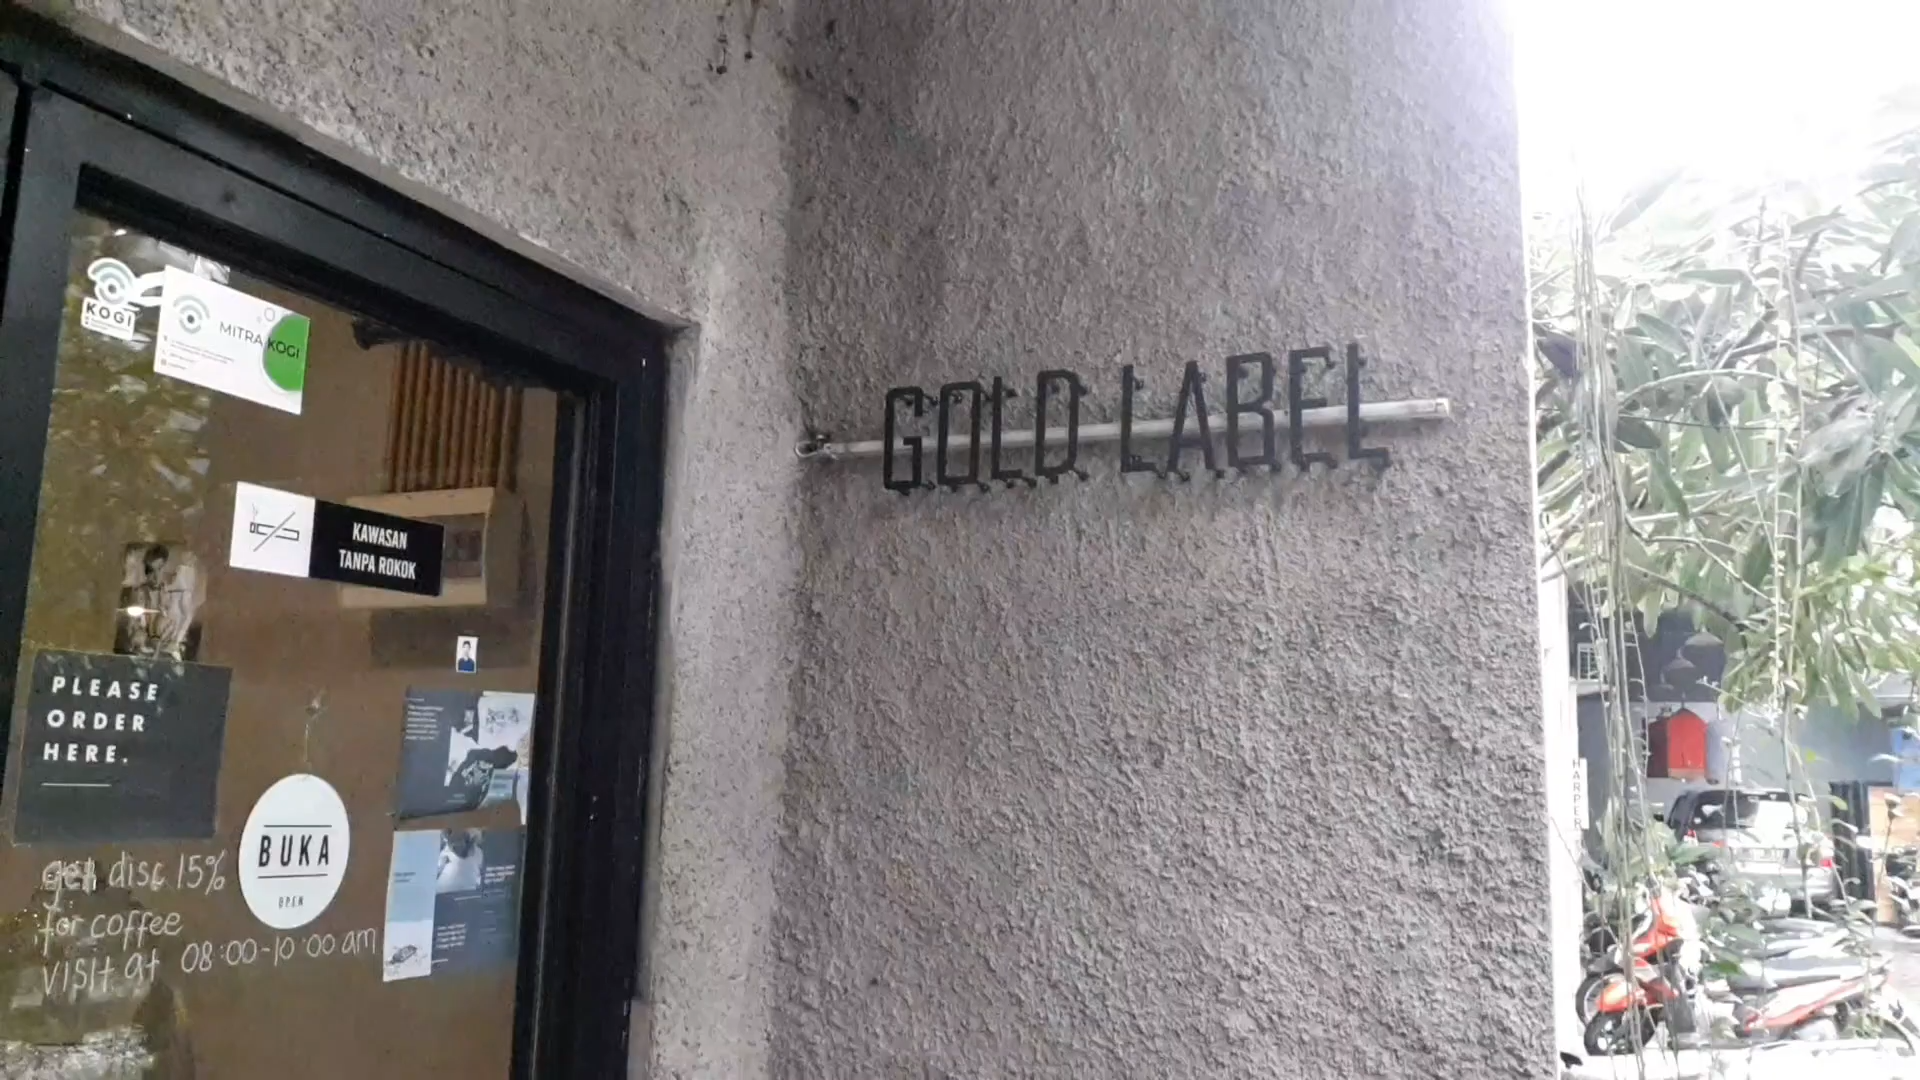 KOGI
MITRA KOGI
KAWASAN
TANPA ROKOK
PLEASE
ORDER
HERE.
BUKA
OPEN
get disc 15%
for coffee
visit at 08:00-10:00 am
GOLD LABEL
HARPER